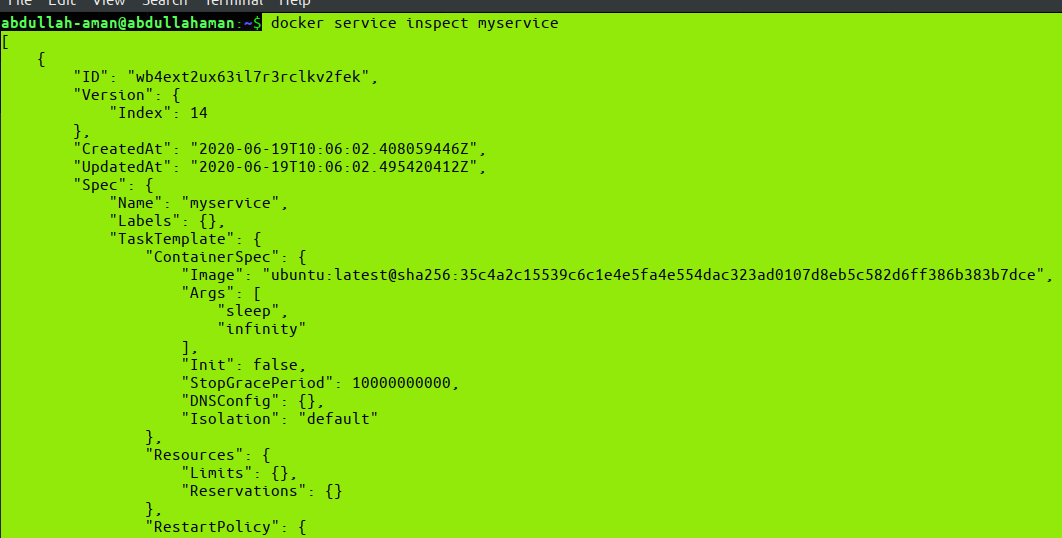 File Edit View Search Terminal Help
abdullah-aman@abdullahaman:~$ docker service inspect myservice
[
    {
        "ID": "wb4ext2ux63il7r3rclkv2fek",
        "Version": {
            "Index": 14
        },
        "CreatedAt": "2020-06-19T10:06:02.408059446Z",
        "UpdatedAt": "2020-06-19T10:06:02.495420412Z",
        "Spec": {
            "Name": "myservice",
            "Labels": {},
            "TaskTemplate": {
                "ContainerSpec": {
                    "Image": "ubuntu:latest@sha256:35c4a2c15539c6c1e4e5fa4e554dac323ad0107d8eb5c582d6ff386b383b7dce",
                    "Args": [
                        "sleep",
                        "infinity"
                    ],
                    "Init": false,
                    "StopGracePeriod": 10000000000,
                    "DNSConfig": {},
                    "Isolation": "default"
                },
                "Resources": {
                    "Limits": {},
                    "Reservations": {}
                },
                "RestartPolicy": {